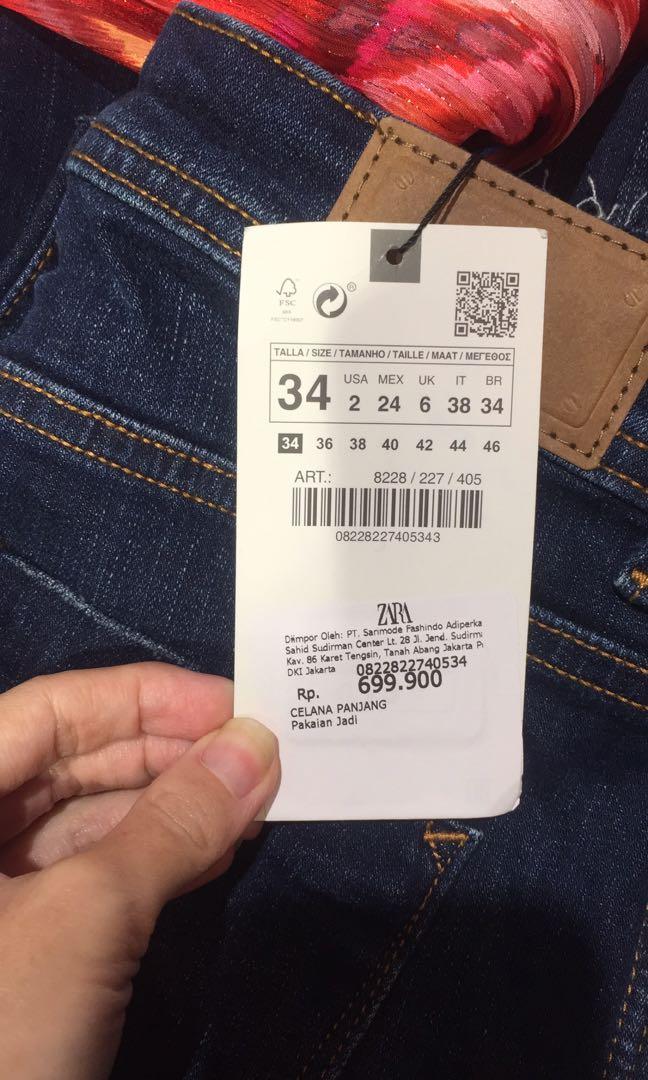 FSC
TALLA / SIZE / TAMANHO / TAILLE / MAAT / ΜΕΓΕΘΟΣ
34 USA 2 MEX 24 UK 6 IT 38 BR 34
34 36 38 40 42 44 46
ART.: 8228 / 227 / 405
08228227405343
ZARA
Diimpor Oleh: PT. Sarimode Fashindo Adiperka
Sahid Sudirman Center Lt. 28 Jl. Jend. Sudirm
Kav. 86 Karet Tengsin, Tanah Abang Jakarta P
DKI Jakarta 0822822740534
Rp. 699.900
CELANA PANJANG
Pakaian Jadi